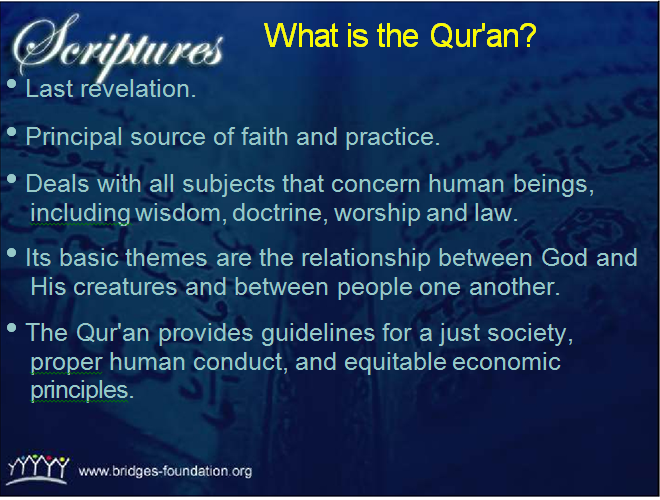 Scriptures
What is the Qur'an?
• Last revelation.
• Principal source of faith and practice.
• Deals with all subjects that concern human beings,
including wisdom, doctrine, worship and law.
• Its basic themes are the relationship between God and
His creatures and between people one another.
• The Qur'an provides guidelines for a just society,
proper human conduct, and equitable economic
principles.
www.bridges-foundation.org